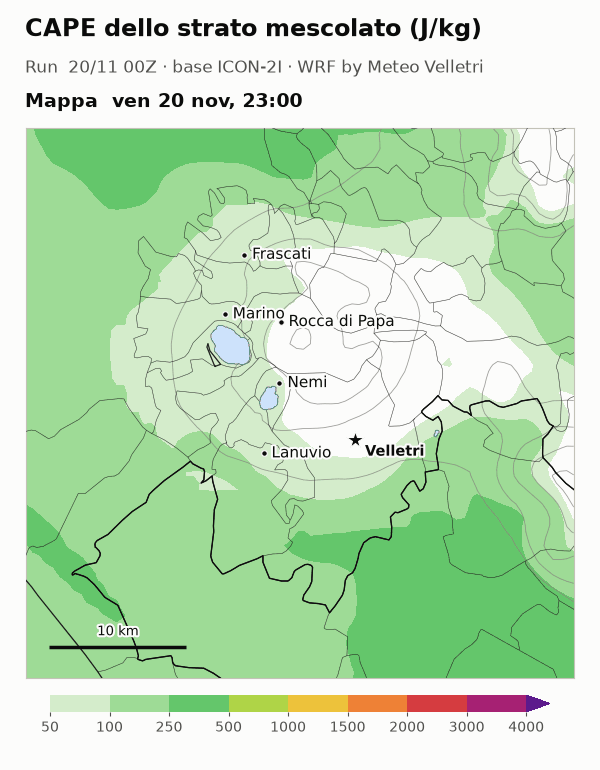 CAPE dello strato mescolato (J/kg)
Run  20/11 00Z · base ICON-2I · WRF by Meteo Velletri
Mappa  ven 20 nov, 23:00
Frascati
Marino
Rocca di Papa
Nemi
Velletri
Lanuvio
10 km
50 100 250 500 1000 1500 2000 3000 4000